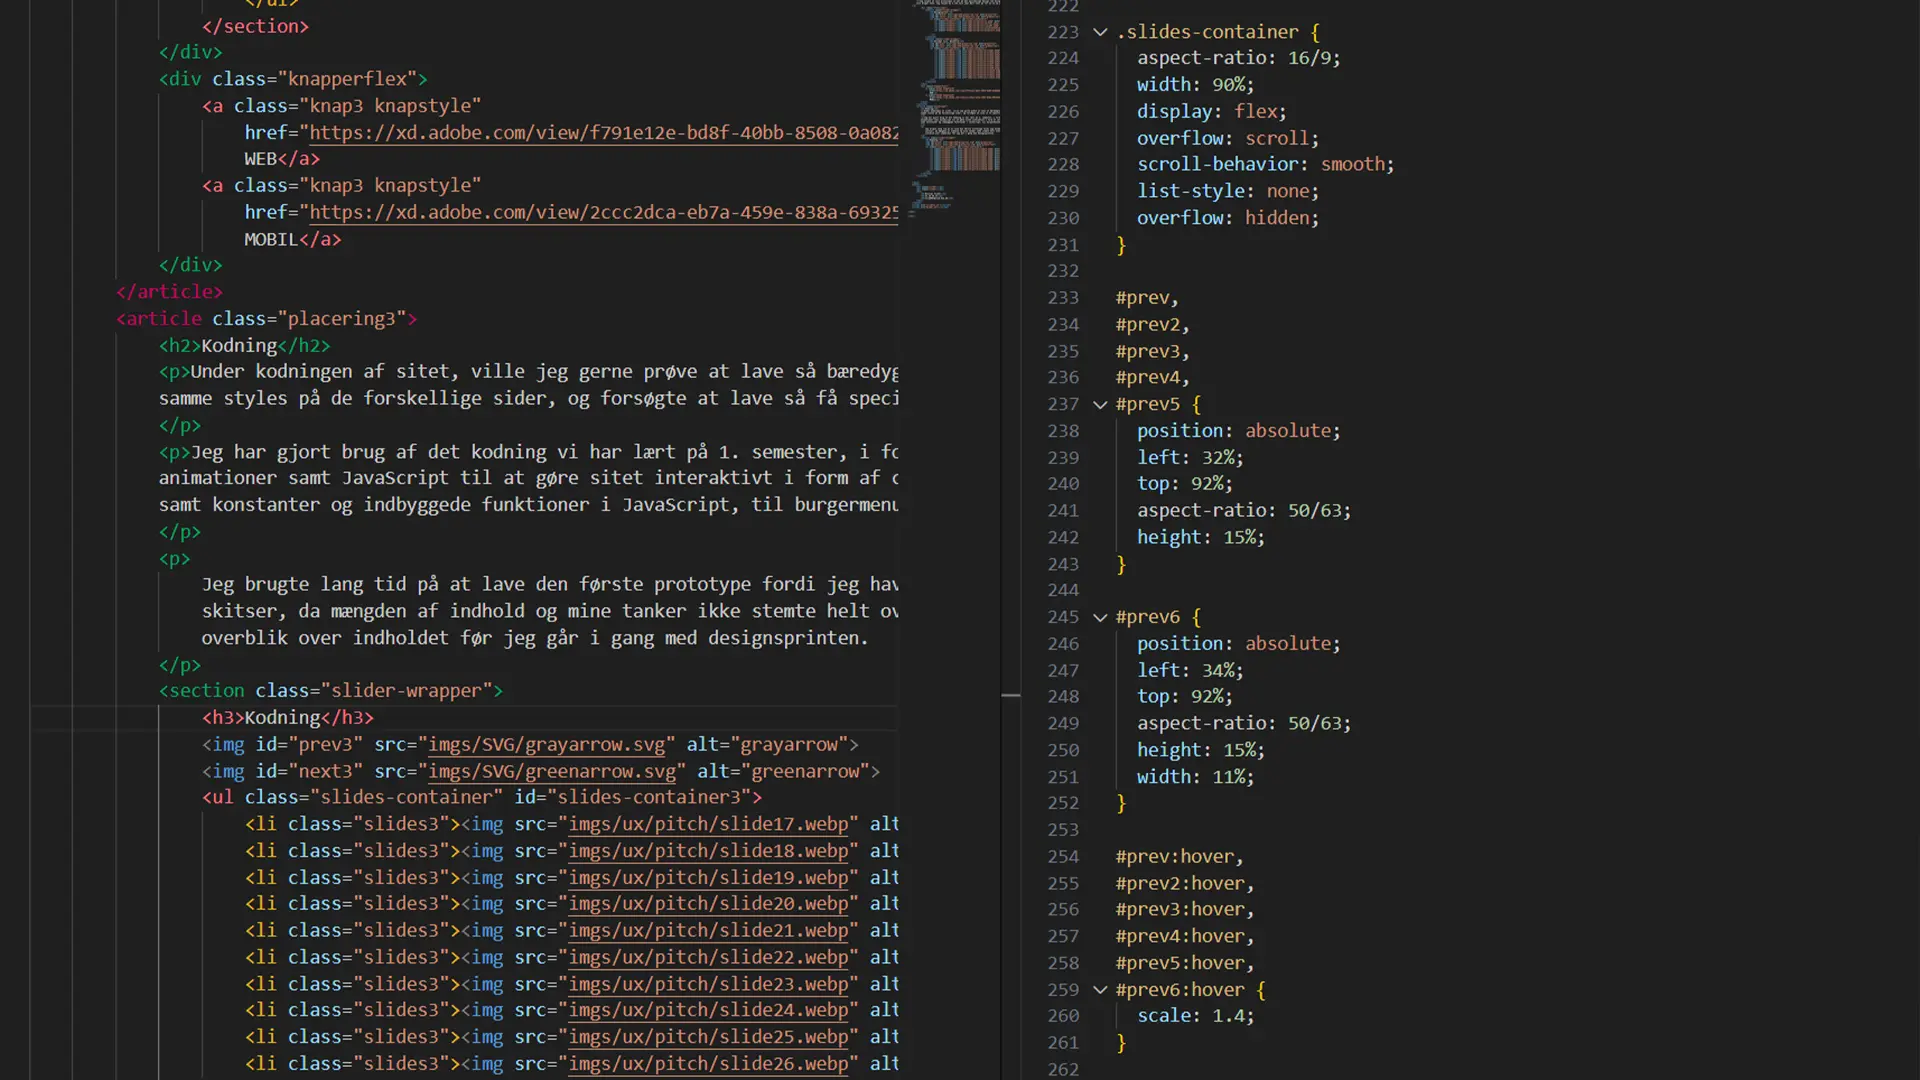 </ul>
</section>
</div>
<div class="knapperflex">
<a class="knap3 knapstyle"
href="https://xd.adobe.com/view/f791e12e-bd8f-40bb-8508-0a082
WEB</a>
<a class="knap3 knapstyle"
href="https://xd.adobe.com/view/2ccc2dca-eb7a-459e-838a-69325
MOBIL</a>
</div>
</article>
<article class="placering3">
<h2>Kodning</h2>
<p>Under kodningen af sitet, ville jeg gerne prøve at lave så bæredyg
samme styles på de forskellige sider, og forsøgte at lave så få speci
</p>
<p>Jeg har gjort brug af det kodning vi har lært på 1. semester, i fo
animationer samt JavaScript til at gøre sitet interaktivt i form af
samt konstanter og indbyggede funktioner i JavaScript, til burgermenu
</p>
<p>
Jeg brugte lang tid på at lave den første prototype fordi jeg hav
skitser, da mængden af indhold og mine tanker ikke stemte helt ov
overblik over indholdet før jeg går i gang med designsprinten.
</p>
<section class="slider-wrapper">
<h3>Kodning</h3>
<img id="prev3" src="imgs/SVG/grayarrow.svg" alt="grayarrow">
<img id="next3" src="imgs/SVG/greenarrow.svg" alt="greenarrow">
<ul class="slides-container" id="slides-container3">
<li class="slides3"><img src="imgs/ux/pitch/slide17.webp" alt
<li class="slides3"><img src="imgs/ux/pitch/slide18.webp" alt
<li class="slides3"><img src="imgs/ux/pitch/slide19.webp" alt
<li class="slides3"><img src="imgs/ux/pitch/slide20.webp" alt
<li class="slides3"><img src="imgs/ux/pitch/slide21.webp" alt
<li class="slides3"><img src="imgs/ux/pitch/slide22.webp" alt
<li class="slides3"><img src="imgs/ux/pitch/slide23.webp" alt
<li class="slides3"><img src="imgs/ux/pitch/slide24.webp" alt
<li class="slides3"><img src="imgs/ux/pitch/slide25.webp" alt
<li class="slides3"><img src="imgs/ux/pitch/slide26.webp" alt
222
223 .slides-container {
224 aspect-ratio: 16/9;
225 width: 90%;
226 display: flex;
227 overflow: scroll;
228 scroll-behavior: smooth;
229 list-style: none;
230 overflow: hidden;
231 }
232
233 #prev,
234 #prev2,
235 #prev3,
236 #prev4,
237 #prev5 {
238 position: absolute;
239 left: 32%;
240 top: 92%;
241 aspect-ratio: 50/63;
242 height: 15%;
243 }
244
245 #prev6 {
246 position: absolute;
247 left: 34%;
248 top: 92%;
249 aspect-ratio: 50/63;
250 height: 15%;
251 width: 11%;
252 }
253
254 #prev:hover,
255 #prev2:hover,
256 #prev3:hover,
257 #prev4:hover,
258 #prev5:hover,
259 #prev6:hover {
260 scale: 1.4;
261 }
262